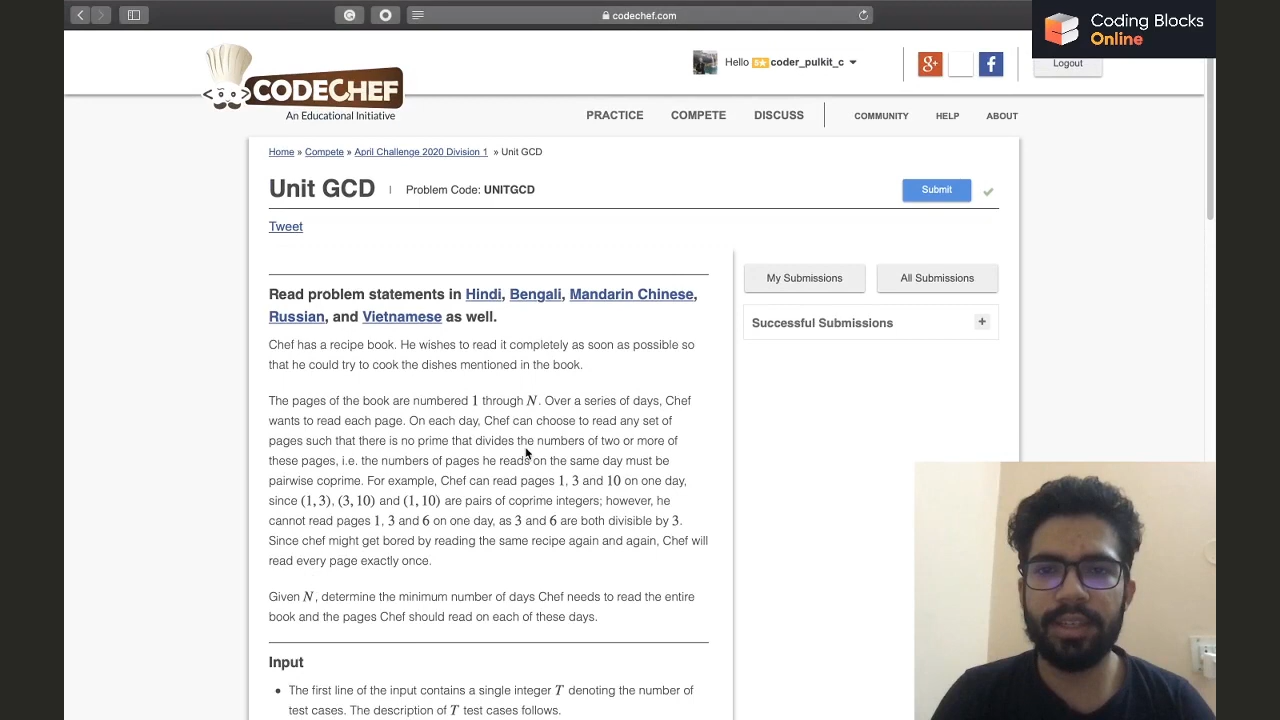 codechef.com
Coding Blocks
Online
CODECHEF
An Educational Initiative
Hello 5★ coder_pulkit_c
g+
f
Logout
PRACTICE COMPETE DISCUSS COMMUNITY HELP ABOUT
Home » Compete » April Challenge 2020 Division 1 » Unit GCD
Unit GCD | Problem Code: UNITGCD
Submit
Tweet
My Submissions
All Submissions
Successful Submissions +
Read problem statements in Hindi, Bengali, Mandarin Chinese,
Russian, and Vietnamese as well.
Chef has a recipe book. He wishes to read it completely as soon as possible so
that he could try to cook the dishes mentioned in the book.
The pages of the book are numbered 1 through N. Over a series of days, Chef
wants to read each page. On each day, Chef can choose to read any set of
pages such that there is no prime that divides the numbers of two or more of
these pages, i.e. the numbers of pages he reads on the same day must be
pairwise coprime. For example, Chef can read pages 1, 3 and 10 on one day,
since (1, 3), (3, 10) and (1, 10) are pairs of coprime integers; however, he
cannot read pages 1, 3 and 6 on one day, as 3 and 6 are both divisible by 3.
Since chef might get bored by reading the same recipe again and again, Chef will
read every page exactly once.
Given N, determine the minimum number of days Chef needs to read the entire
book and the pages Chef should read on each of these days.
Input
• The first line of the input contains a single integer T denoting the number of
test cases. The description of T test cases follows.